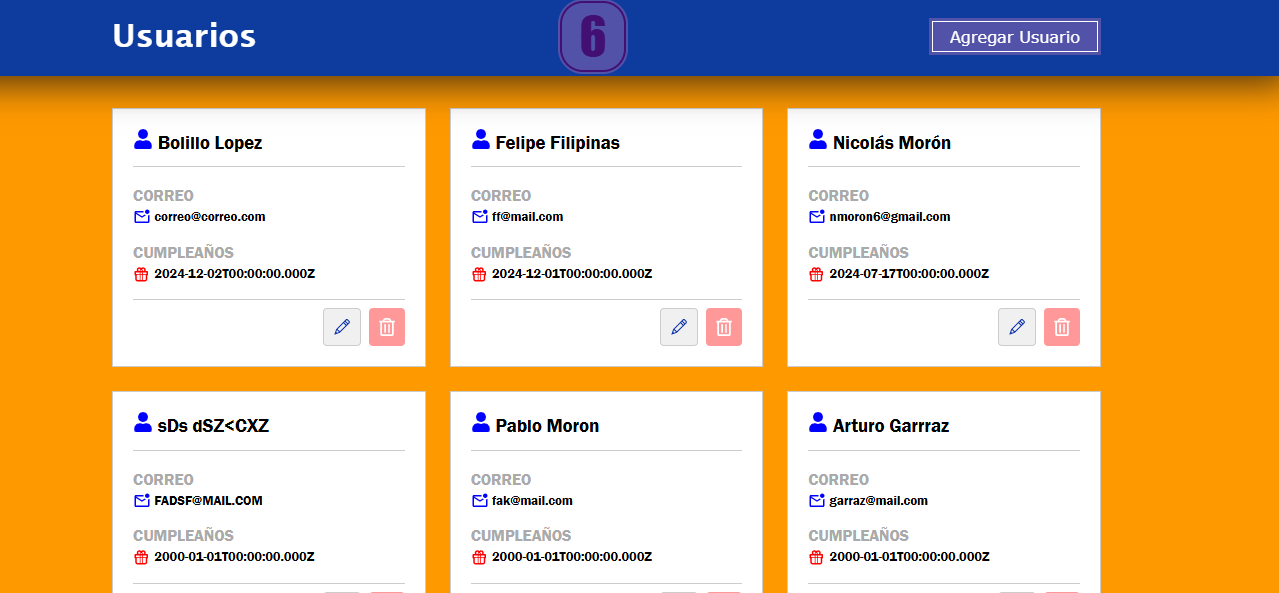 Usuarios
6
Agregar Usuario
Bolillo Lopez
CORREO
correo@correo.com
CUMPLEAÑOS
2024-12-02T00:00:00.000Z
Felipe Filipinas
CORREO
ff@mail.com
CUMPLEAÑOS
2024-12-01T00:00:00.000Z
Nicolás Morón
CORREO
nmoron6@gmail.com
CUMPLEAÑOS
2024-07-17T00:00:00.000Z
sDs dSZ<CXZ
CORREO
FADSF@MAIL.COM
CUMPLEAÑOS
2000-01-01T00:00:00.000Z
Pablo Moron
CORREO
fak@mail.com
CUMPLEAÑOS
2000-01-01T00:00:00.000Z
Arturo Garrraz
CORREO
garraz@mail.com
CUMPLEAÑOS
2000-01-01T00:00:00.000Z